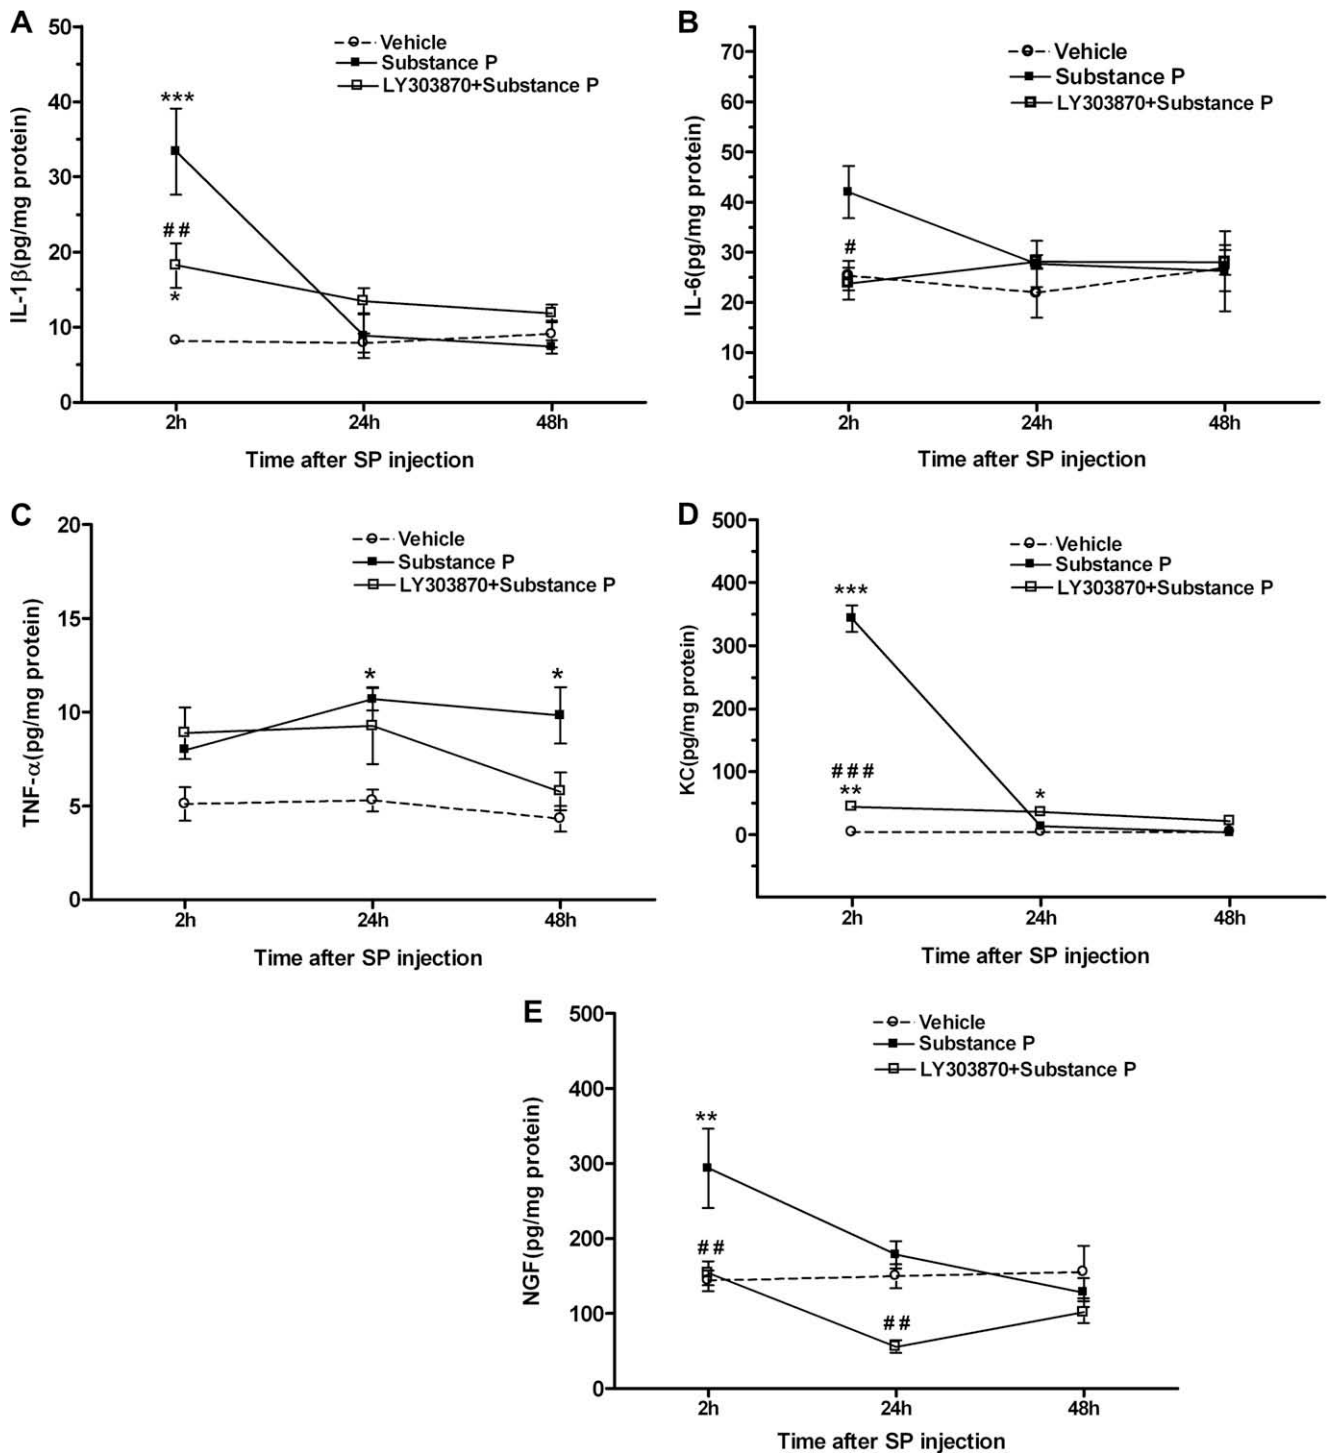 A
IL-1β(pg/mg protein)
50
40
30
20
10
0
Vehicle
Substance P
LY303870+Substance P
***
##
*
2h
24h
48h
Time after SP injection
B
IL-6(pg/mg protein)
70
60
50
40
30
20
10
0
Vehicle
Substance P
LY303870+Substance P
#
2h
24h
48h
Time after SP injection
C
TNF-α(pg/mg protein)
20
15
10
5
0
Vehicle
Substance P
LY303870+Substance P
*
*
2h
24h
48h
Time after SP injection
D
KC(pg/mg protein)
500
400
300
200
100
0
Vehicle
Substance P
LY303870+Substance P
***
###
**
*
2h
24h
48h
Time after SP injection
E
NGF(pg/mg protein)
500
400
300
200
100
0
Vehicle
Substance P
LY303870+Substance P
**
##
##
2h
24h
48h
Time after SP injection